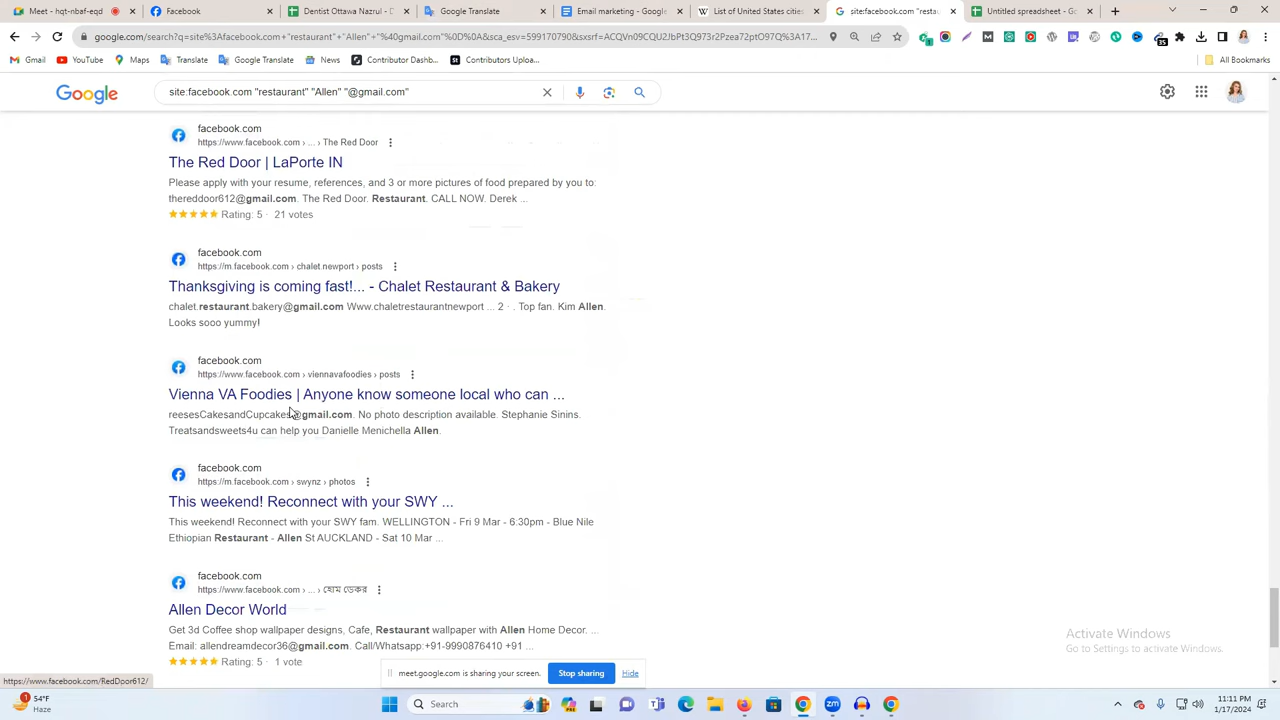 Meet - hqt-nbaf-eqd
Facebook
Dentist Ottawa Nazrul - 2
Google Translate
Email marketing - Google
List of United States cities
site:facebook.com "restau
Untitled spreadsheet - Go
google.com/search?q=site%3Afacebook.com+"restaurant"+"Allen"+"%40gmail.com"%0D%0A&sca_esv=599170790&sxsrf=ACQVn09CQU2JbPt3Q973rc2Pzea72ptO97Q%3A17...
35
Gmail
YouTube
Maps
Translate
Google Translate
News
Contributor Dashb...
Contributors Uploa...
All Bookmarks
Google
site:facebook.com "restaurant" "Allen" "@gmail.com"
facebook.com
https://www.facebook.com › ... › The Red Door
The Red Door | LaPorte IN
Please apply with your resume, references, and 3 or more pictures of food prepared by you to:
thereddoor612@gmail.com. The Red Door. Restaurant. CALL NOW. Derek ...
Rating: 5 · 21 votes
facebook.com
https://m.facebook.com › chalet.newport › posts
Thanksgiving is coming fast!... - Chalet Restaurant & Bakery
chalet.restaurant.bakery@gmail.com Www.chaletrestaurantnewport ... 2 · . Top fan. Kim Allen.
Looks sooo yummy!
facebook.com
https://www.facebook.com › viennavafoodies › posts
Vienna VA Foodies | Anyone know someone local who can ...
reesesCakesandCupcakes@gmail.com. No photo description available. Stephanie Sinins.
Treatsandsweets4u can help you Danielle Menichella Allen.
facebook.com
https://m.facebook.com › swynz › photos
This weekend! Reconnect with your SWY ...
This weekend! Reconnect with your SWY fam. WELLINGTON - Fri 9 Mar - 6:30pm - Blue Nile
Ethiopian Restaurant - Allen St AUCKLAND - Sat 10 Mar ...
facebook.com
https://www.facebook.com › ... › হোম ডেকর
Allen Decor World
Get 3d Coffee shop wallpaper designs, Cafe, Restaurant wallpaper with Allen Home Decor. ...
Email: allendreamdecor36@gmail.com. Call/Whatsapp:+91-9990876410 +91 ...
Rating: 5 · 1 vote
Activate Windows
Go to Settings to activate Windows.
meet.google.com is sharing your screen.
Stop sharing
Hide
https://www.facebook.com/RedDoor612/
1
54°F
Haze
Search
zm
11:11 PM
1/17/2024